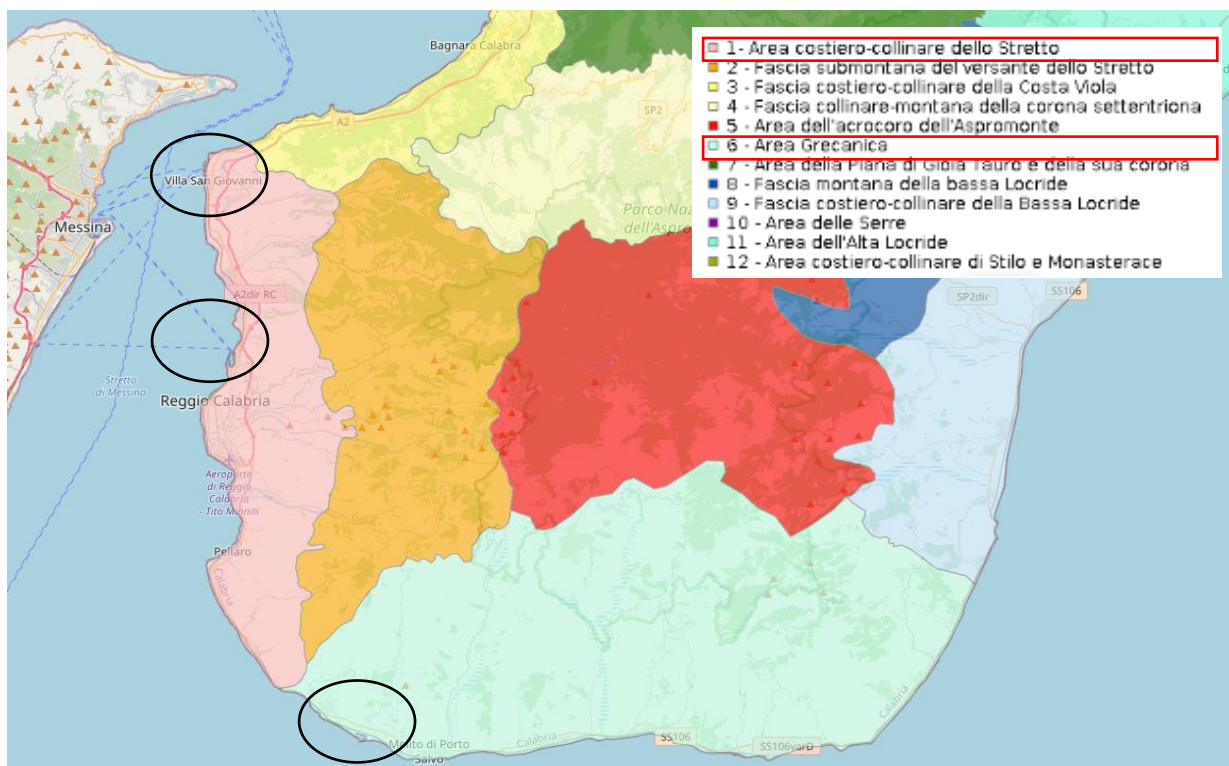 Bagnara Calabra
A2
SP2
Villa San Giovanni
Messina
Parco Naz
dell'Aspro
A2dir RC
Stretto
di Messina
Reggio Calabria
Aeroporto
di Reggio
Calabria
- Tito Minniti
Pellaro
Calabria
Melito di Porto
Salvo
Calabria
SS106
SS106varD
Calabria
SP2dir
SS106
1- Area costiero-collinare dello Stretto
2 - Fascia submontana del versante dello Stretto
3 - Fascia costiero-collinare della Costa Viola
4 - Fascia collinare-montana della corona settentriona
5 - Area dell'acrocoro dell'Aspromonte
6 - Area Grecanica
7 - Area della Piana di Gioia Tauro e della sua corona
8 - Fascia montana della bassa Locride
9 - Fascia costiero-collinare della Bassa Locride
10 - Area delle Serre
11 - Area dell'Alta Locride
12 - Area costiero-collinare di Stilo e Monasterace